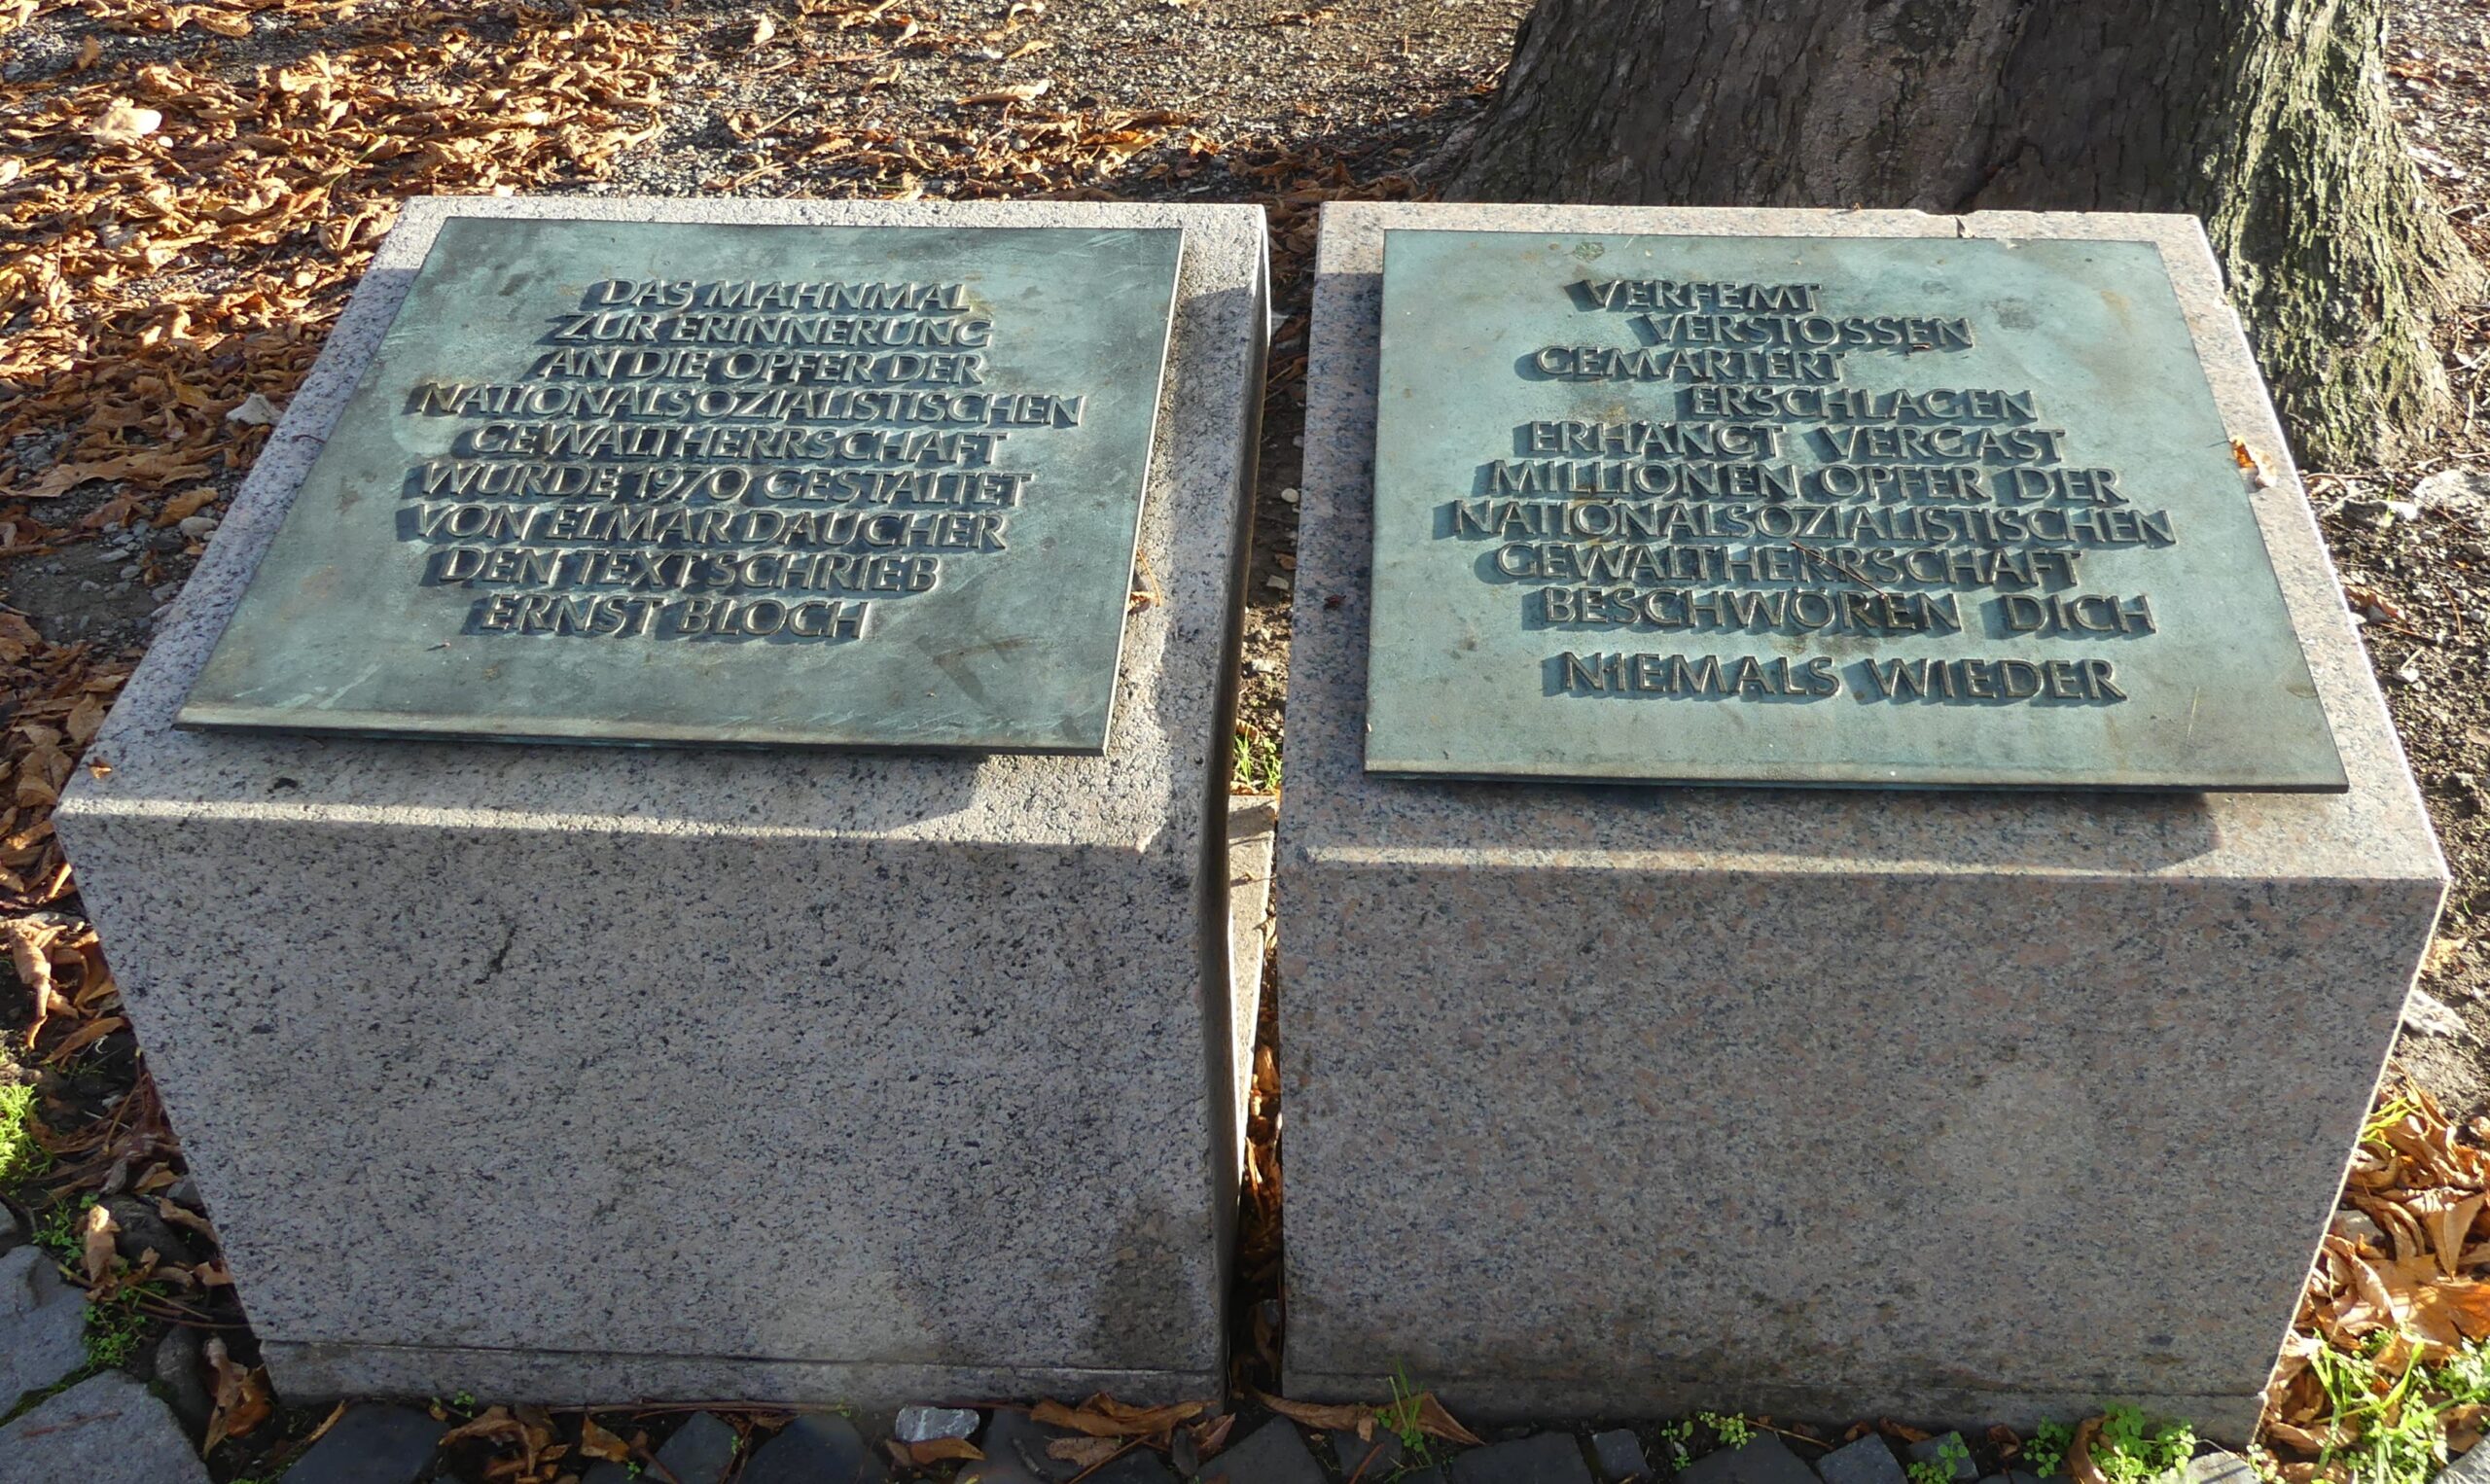 DAS MAHNMAL
ZUR ERINNERUNG
AN DIE OPFER DER
NATIONALSOZIALISTISCHEN
GEWALTHERRSCHAFT
WURDE 1970 GESTALTET
VON ELMAR DAUCHER
DEN TEXT SCHRIEB
ERNST BLOCH
VERFEMT
VERSTOSSEN
GEMARTERT
ERSCHLAGEN
ERHÄNGT VERGAST
MILLIONEN OPFER DER
NATIONALSOZIALISTISCHEN
GEWALTHERRSCHAFT
BESCHWÖREN DICH
NIEMALS WIEDER